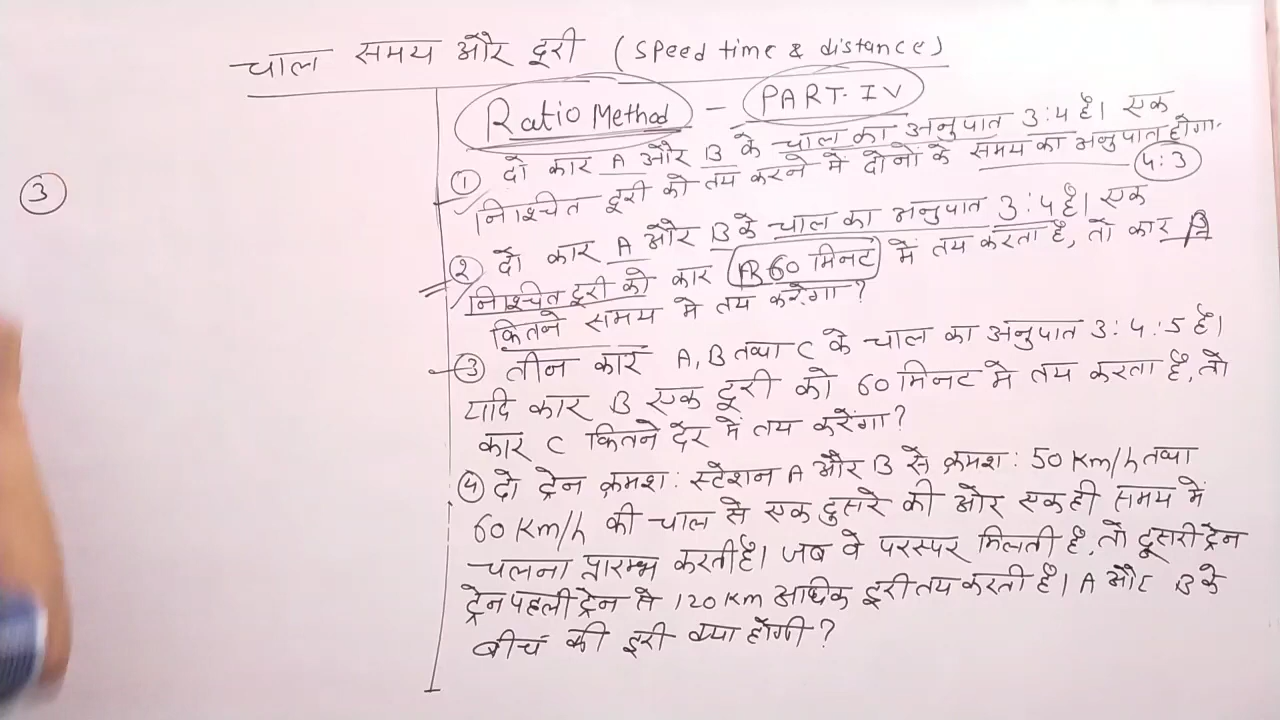 चाल समय और दूरी (Speed time & distance)
Ratio Method - PART-IV
① दो कार A और B के चाल का अनुपात 3:4 है। एक
निश्चित दूरी को तय करने में दोनों के समय का अनुपात होगा.
4:3
② दो कार A और B के चाल का अनुपात 3:4 है। एक
निश्चित दूरी को कार 60 मिनट में तय करता है, तो कार
कितने समय मे तय करेगा?
③
③ तीन कार A, B तथा C के चाल का अनुपात 3:4:5 है।
यदि कार B एक दूरी को 60 मिनट मे तय करता है, तो
कार C कितने देर में तय करेंगा?
④ दो ट्रेन क्रमश: स्टेशन A और B से क्रमश: 50 Km/h तथा
60 Km/h की चाल से एक दुसरे की ओर एक ही समय में
चलना प्रारम्भ करती है। जब वे परस्पर मिलती है, तो दूसरी ट्रेन
ट्रेन पहली ट्रेन से 120 Km अधिक दूरी तय करती है। A और B के
बीच की दूरी क्या होगी?